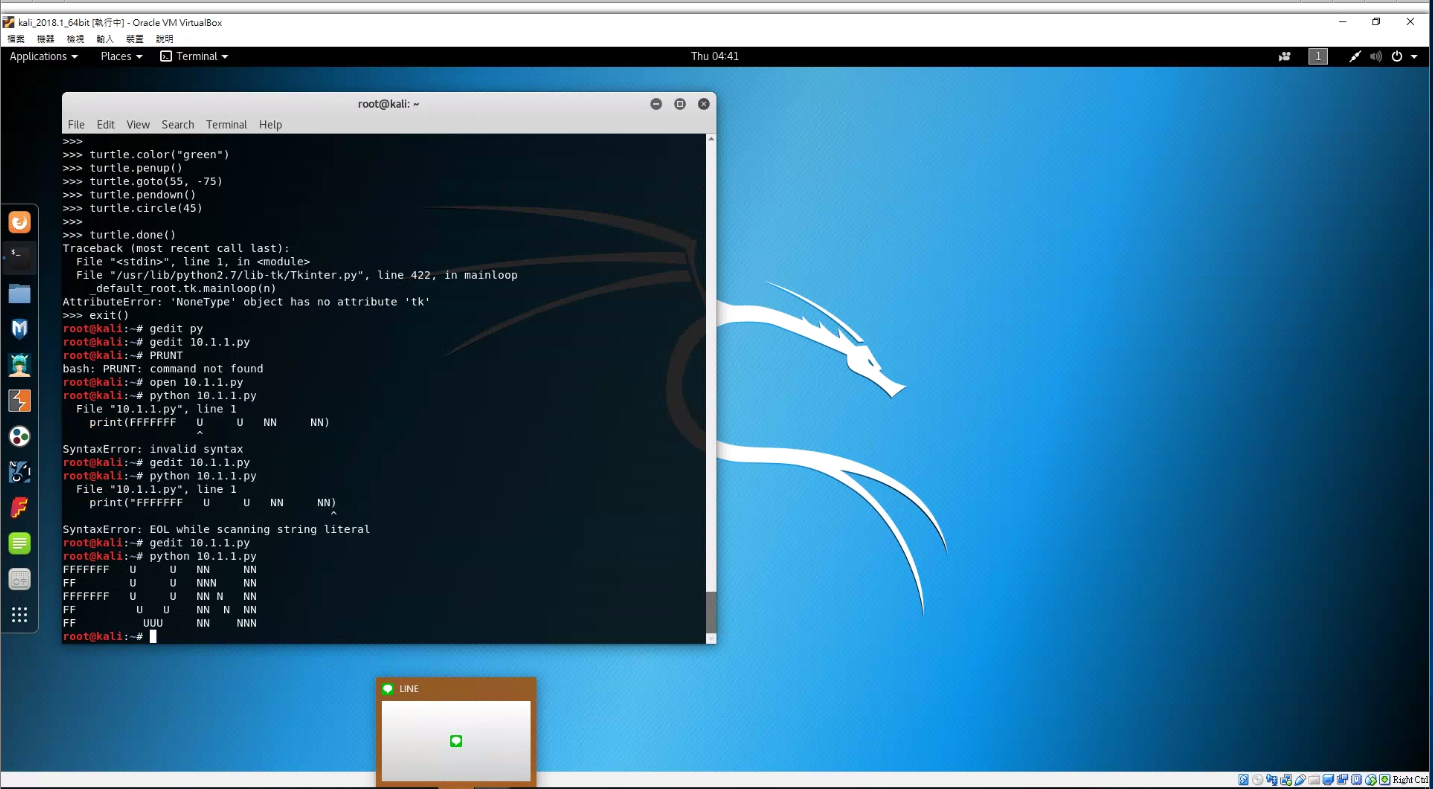 kali_2018.1_64bit [執行中] - Oracle VM VirtualBox
檔案 機器 檢視 輸入 裝置 說明
Applications Places Terminal Thu 04:41 1
root@kali: ~
File Edit View Search Terminal Help
>>>
>>> turtle.color("green")
>>> turtle.penup()
>>> turtle.goto(55, -75)
>>> turtle.pendown()
>>> turtle.circle(45)
>>>
>>> turtle.done()
Traceback (most recent call last):
  File "<stdin>", line 1, in <module>
  File "/usr/lib/python2.7/lib-tk/Tkinter.py", line 422, in mainloop
    _default_root.tk.mainloop(n)
AttributeError: 'NoneType' object has no attribute 'tk'
>>> exit()
root@kali:~# gedit py
root@kali:~# gedit 10.1.1.py
root@kali:~# PRUNT
bash: PRUNT: command not found
root@kali:~# open 10.1.1.py
root@kali:~# python 10.1.1.py
  File "10.1.1.py", line 1
    print(FFFFFFF   U     U   NN     NN)
                    ^
SyntaxError: invalid syntax
root@kali:~# gedit 10.1.1.py
root@kali:~# python 10.1.1.py
  File "10.1.1.py", line 1
    print("FFFFFFF   U     U   NN     NN)
                                        ^
SyntaxError: EOL while scanning string literal
root@kali:~# gedit 10.1.1.py
root@kali:~# python 10.1.1.py
FFFFFFF   U     U   NN     NN
FF        U     U   NNN    NN
FFFFFFF   U     U   NN N   NN
FF         U   U    NN  N  NN
FF          UUU     NN    NNN
root@kali:~#
LINE
Right Ctrl